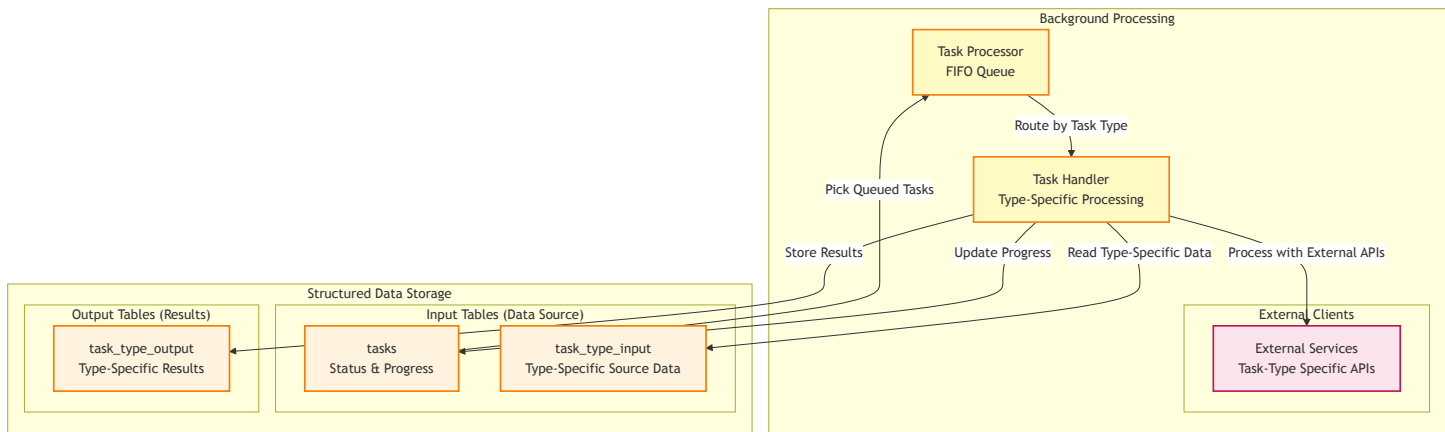 Background Processing
Task Processor
FIFO Queue
Route by Task Type
Pick Queued Tasks
Task Handler
Type-Specific Processing
Store Results
Update Progress
Read Type-Specific Data
Process with External APIs
Structured Data Storage
Output Tables (Results)
task_type_output
Type-Specific Results
Input Tables (Data Source)
tasks
Status & Progress
task_type_input
Type-Specific Source Data
External Clients
External Services
Task-Type Specific APIs